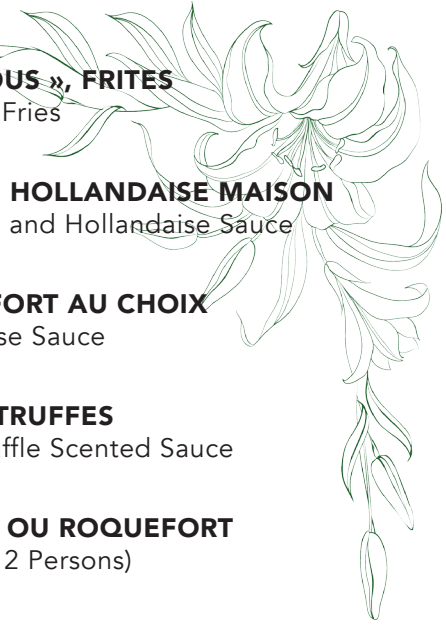 OUS », FRITES
Fries
HOLLANDAISE MAISON
and Hollandaise Sauce
FORT AU CHOIX
se Sauce
TRUFFES
ffle Scented Sauce
OU ROQUEFORT
2 Persons)